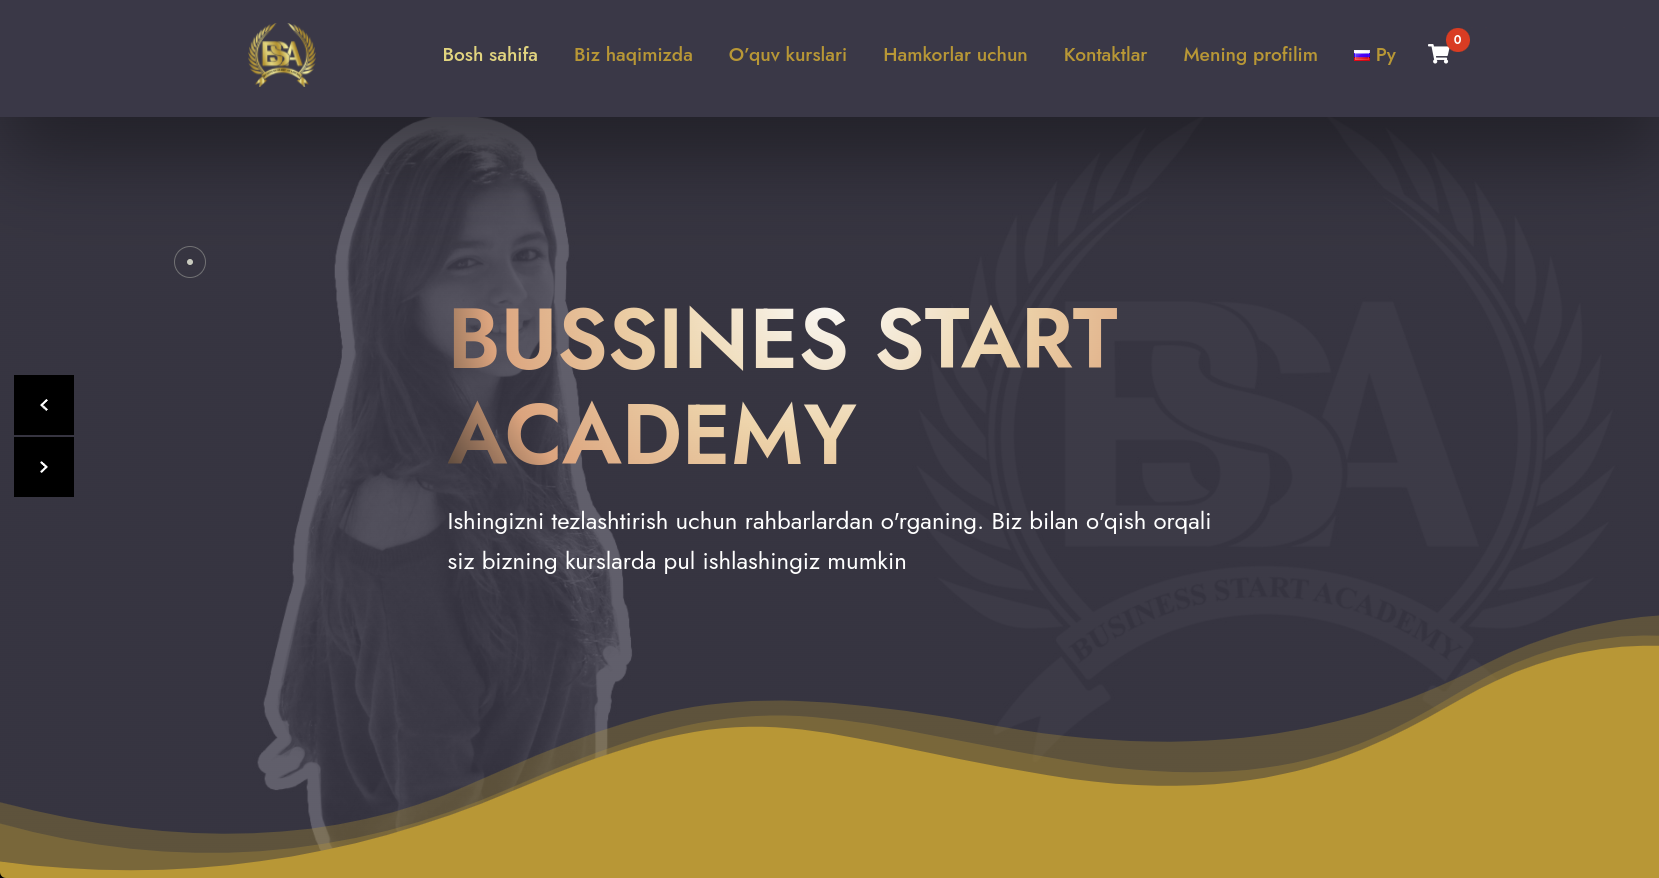 BSA
Bosh sahifa
Biz haqimizda
O'quv kurslari
Hamkorlar uchun
Kontaktlar
Mening profilim
Ру
0
BUSSINES START
ACADEMY
Ishingizni tezlashtirish uchun rahbarlardan o'rganing. Biz bilan o'qish orqali
siz bizning kurslarda pul ishlashingiz mumkin
BSA
BUSINESS START ACADEMY